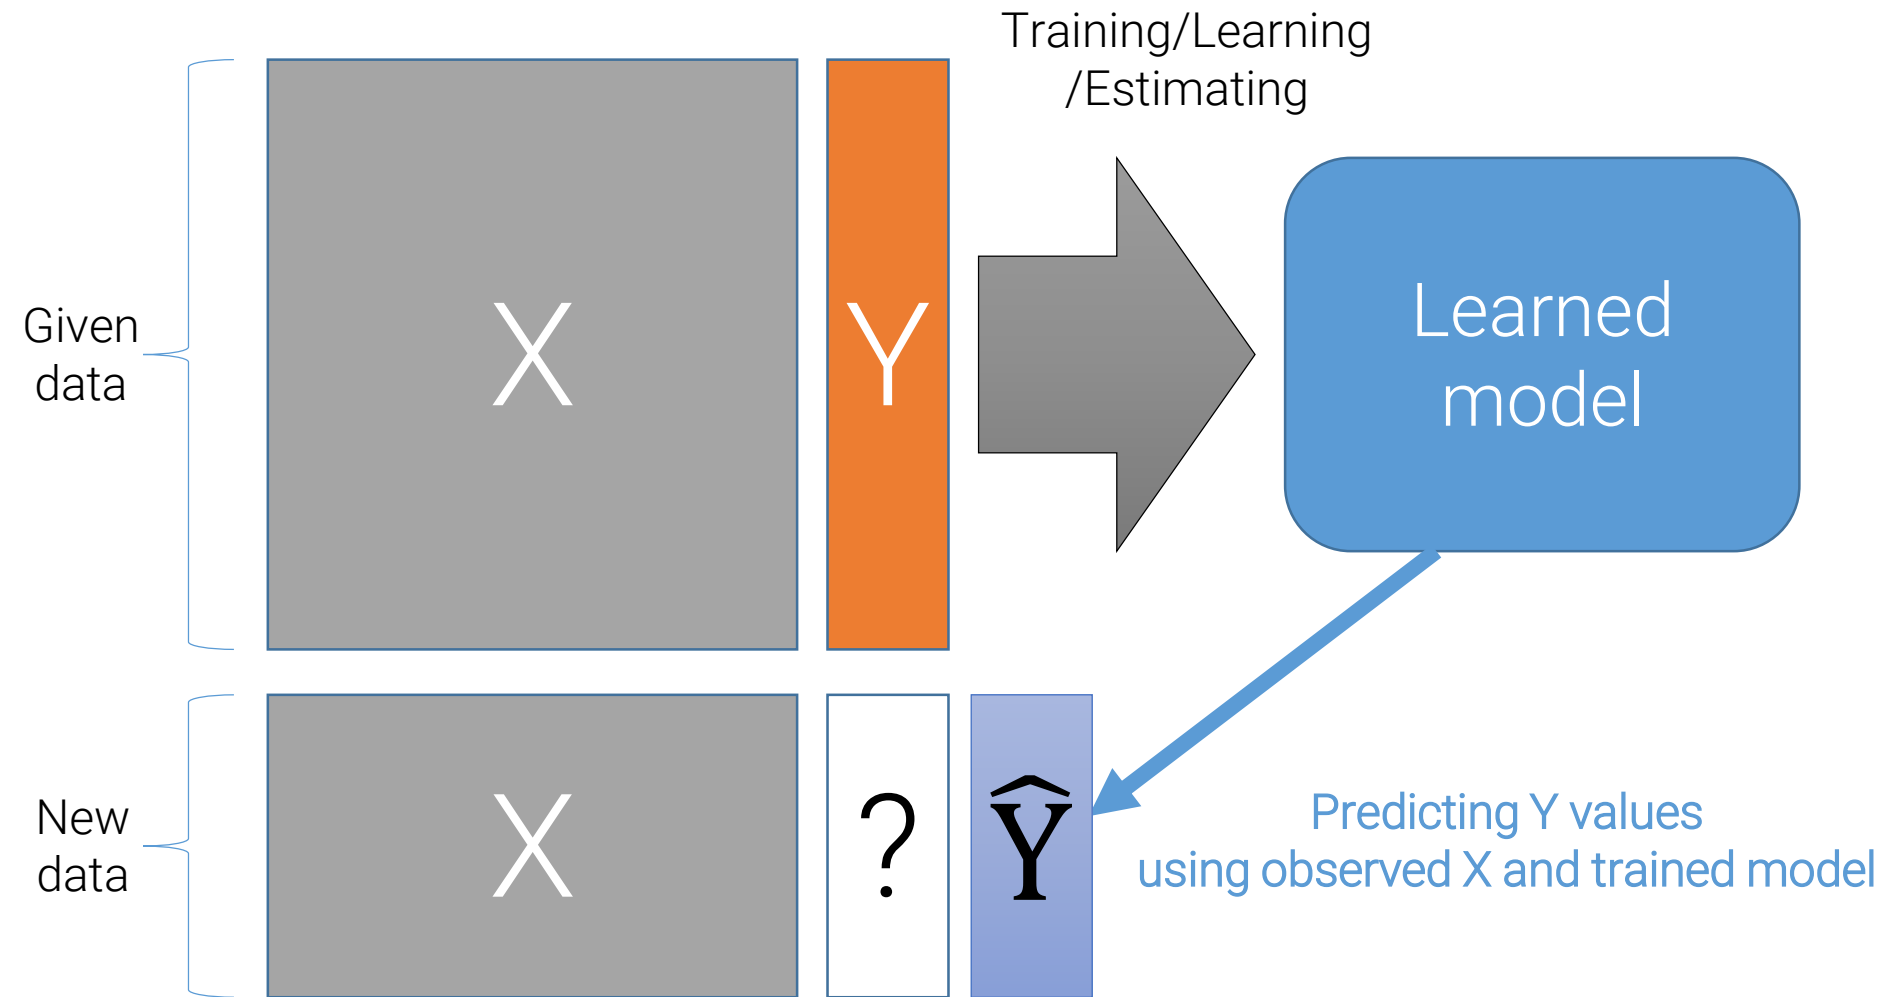 Training/Learning
/Estimating
Given
data
X
Y
Learned
model
New
data
X
?
Ŷ
Predicting Y values
using observed X and trained model